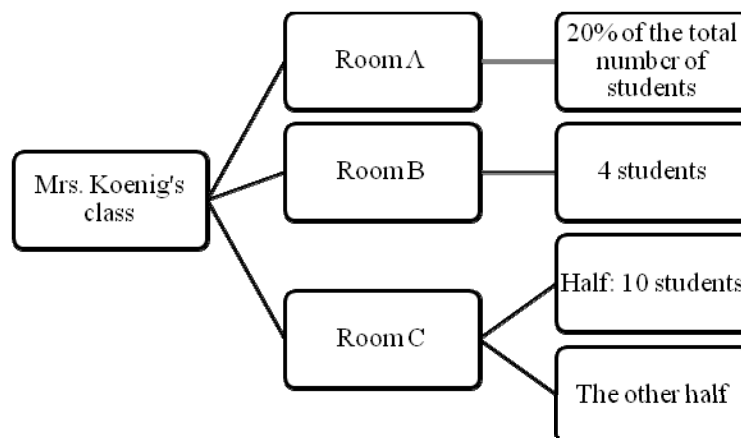 Mrs. Koenig's
class
Room A
20% of the total
number of
students
Room B
4 students
Room C
Half: 10 students
The other half